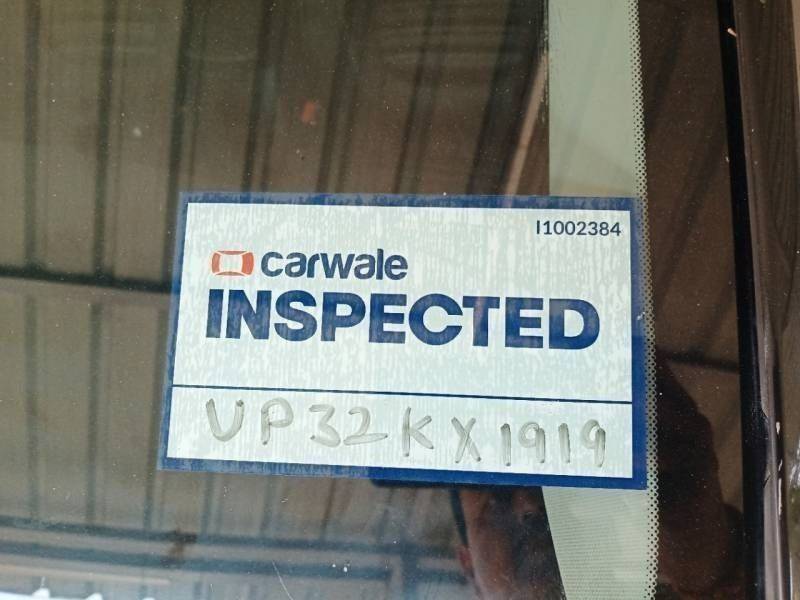 I1002384
carwale
INSPECTED
UP32KX1919